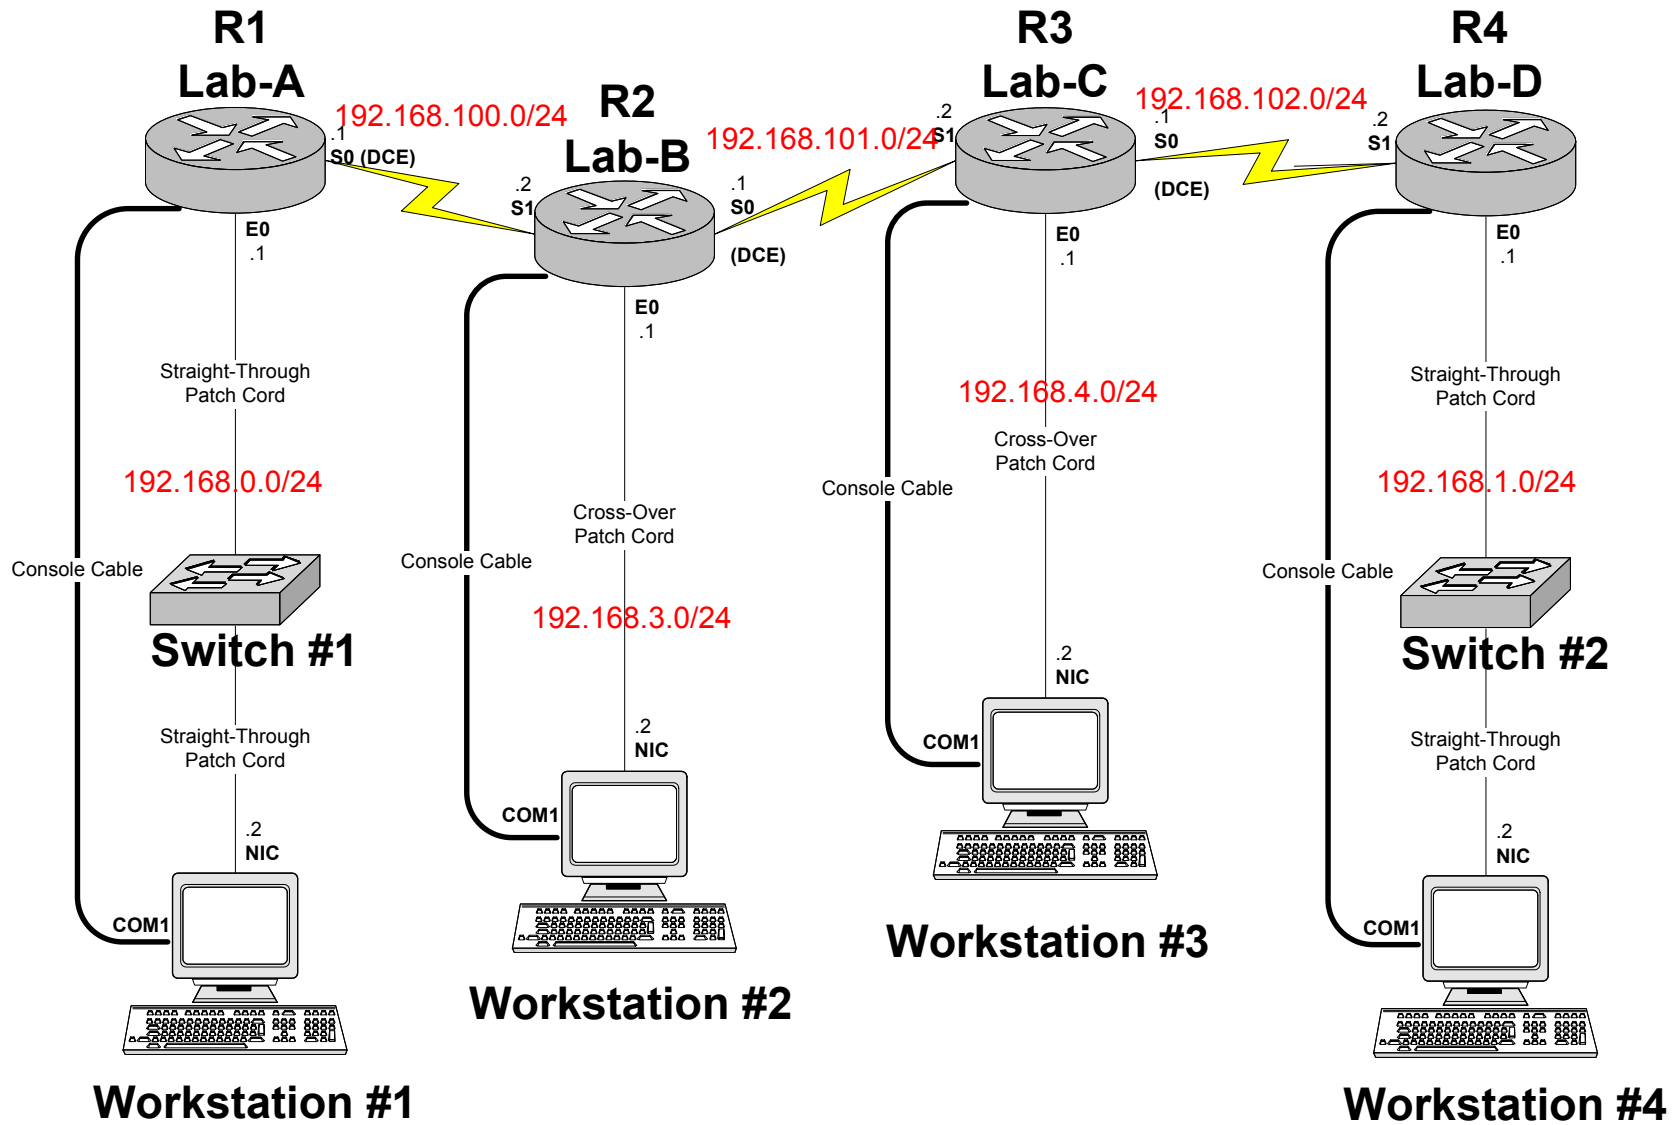 R1
Lab-A
R2
Lab-B
R3
Lab-C
R4
Lab-D
192.168.100.0/24
.1
S0 (DCE)
.2
S1
192.168.101.0/24
.1
S0
(DCE)
.2
S1
192.168.102.0/24
.1
S0
(DCE)
.2
S1
E0
.1
E0
.1
E0
.1
E0
.1
Straight-Through
Patch Cord
192.168.0.0/24
Console Cable
Switch #1
Straight-Through
Patch Cord
.2
NIC
COM1
Workstation #1
Cross-Over
Patch Cord
Console Cable
192.168.3.0/24
.2
NIC
COM1
Workstation #2
192.168.4.0/24
Cross-Over
Patch Cord
Console Cable
.2
NIC
COM1
Workstation #3
Straight-Through
Patch Cord
192.168.1.0/24
Console Cable
Switch #2
Straight-Through
Patch Cord
.2
NIC
COM1
Workstation #4